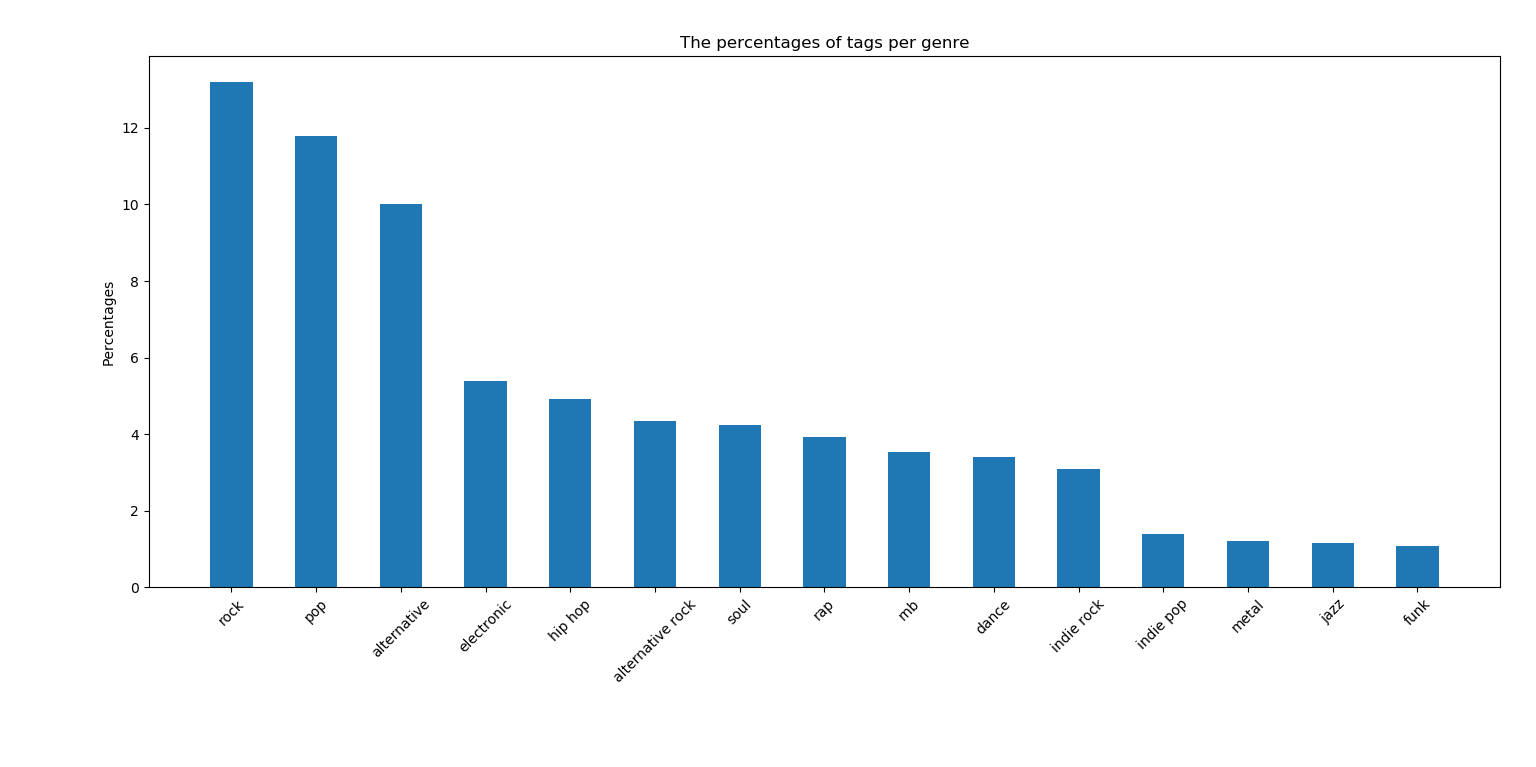 The percentages of tags per genre
Percentages
12
10
8
6
4
2
0
rock
pop
alternative
electronic
hip hop
alternative rock
soul
rap
rnb
dance
indie rock
indie pop
metal
jazz
funk